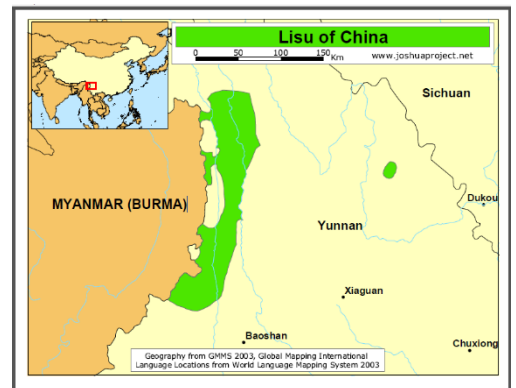 Lisu of China
0 50 100 150 Km
www.joshuaproject.net
Sichuan
MYANMAR (BURMA)
Dukou
Yunnan
Xiaguan
Baoshan
Chuxiong
Geography from GMMS 2003, Global Mapping International
Language Locations from World Language Mapping System 2003